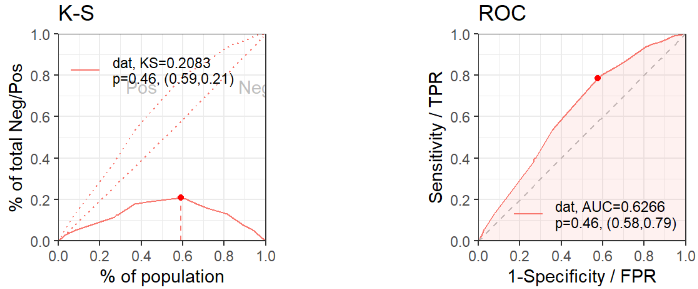 K-S
% of total Neg/Pos
1.0
0.8
0.6
0.4
0.2
0.0
dat, KS=0.2083
p=0.46, (0.59,0.21)
Pos
Neg
0.0 0.2 0.4 0.6 0.8 1.0
% of population
ROC
Sensitivity / TPR
1.0
0.8
0.6
0.4
0.2
0.0
dat, AUC=0.6266
p=0.46, (0.58,0.79)
0.0 0.2 0.4 0.6 0.8 1.0
1-Specificity / FPR